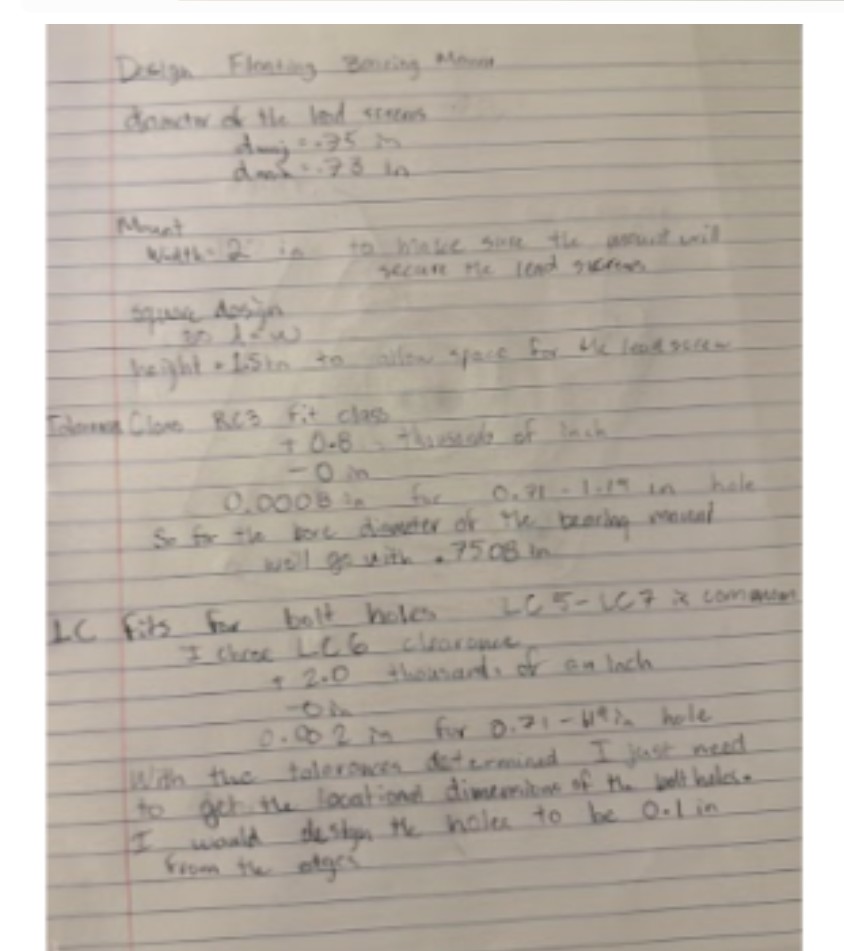 Design Floating Bearing Mount
diameter of the lead screws
dmaj = .75 in
dmin = .73 in
Mount
Width = 2 in to make sure the mount will
secure the lead screws
square design
so l = w
height = 1.5 in to allow space for the lead screw
Tolerance Class RC3 fit class
+ 0.8 thousands of inch
- 0 in
0.0008 in for 0.71 - 1.19 in hole
So for the bore diameter of the bearing
we'll go with .7508 in
LC fits for bolt holes LC5-LC7 is common
I chose LC6 clearance
+ 2.0 thousands of an inch
-0 in
0.002 in for 0.71 - in hole
With the tolerances determined I just need
to get the locational dimensions of the bolt holes.
I would design the holes to be 0.1 in
from the edges